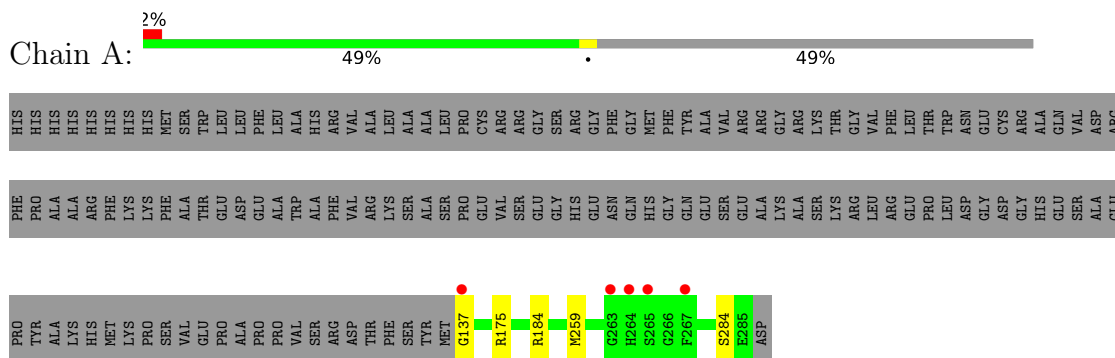 2%
Chain A:
49% • 49%
HIS HIS HIS HIS HIS HIS HIS HIS MET SER TRP LEU LEU PHE LEU ALA HIS ARG VAL ALA LEU ALA ALA LEU PRO CYS ARG ARG GLY SER ARG GLY PHE GLY MET PHE TYR ALA VAL ARG ARG GLY ARG LYS THR GLY VAL PHE LEU THR TRP ASN GLU CYS ARG ALA GLN VAL ASP ARG
PHE PRO ALA ALA ARG PHE LYS LYS PHE ALA THR GLU ASP GLU ALA TRP ALA PHE VAL ARG LYS SER ALA SER PRO GLU VAL SER GLU GLY HIS GLU ASN GLN HIS GLY GLN GLU SER GLU ALA LYS ALA SER LYS ARG LEU ARG GLU PRO LEU ASP GLY ASP GLY HIS GLU SER ALA GLU
PRO TYR ALA LYS HIS MET LYS PRO SER VAL GLU PRO ALA PRO PRO VAL SER ARG ASP THR PHE SER TYR MET G137 R175 R184 M259 G263 H264 S265 G266 F267 S284 E285 ASP